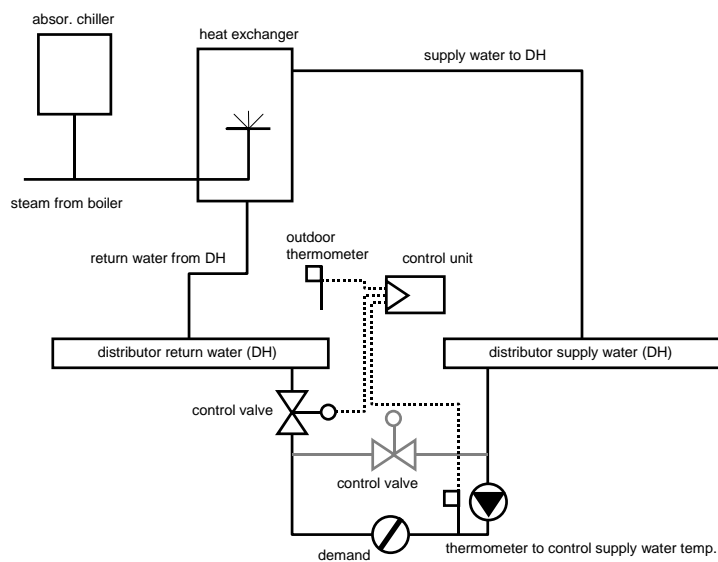 absor. chiller
heat exchanger
supply water to DH
steam from boiler
return water from DH
outdoor
thermometer
control unit
distributor return water (DH)
distributor supply water (DH)
control valve
control valve
demand
thermometer to control supply water temp.